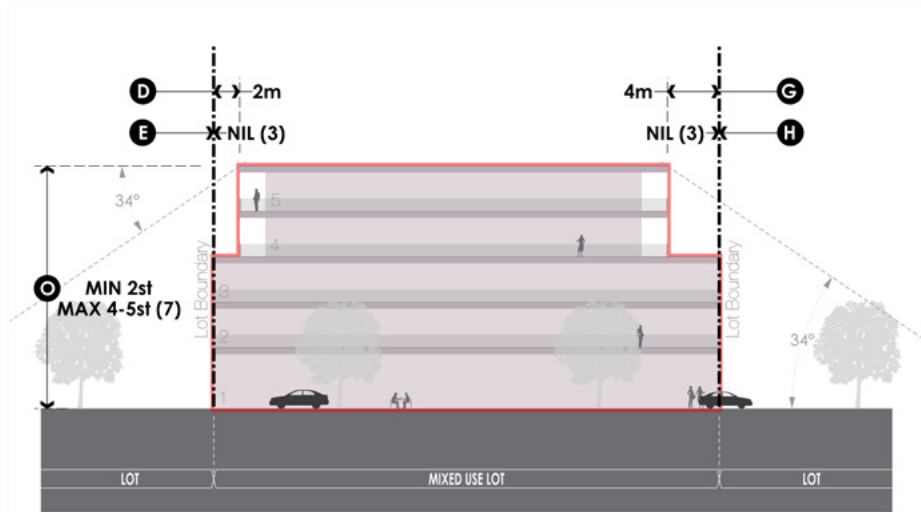 D
2m
4m
G
E
NIL (3)
NIL (3)
H
34°
5
4
O
MIN 2st
MAX 4-5st (7)
Lot Boundary
3
2
1
Lot Boundary
34°
LOT
MIXED USE LOT
LOT